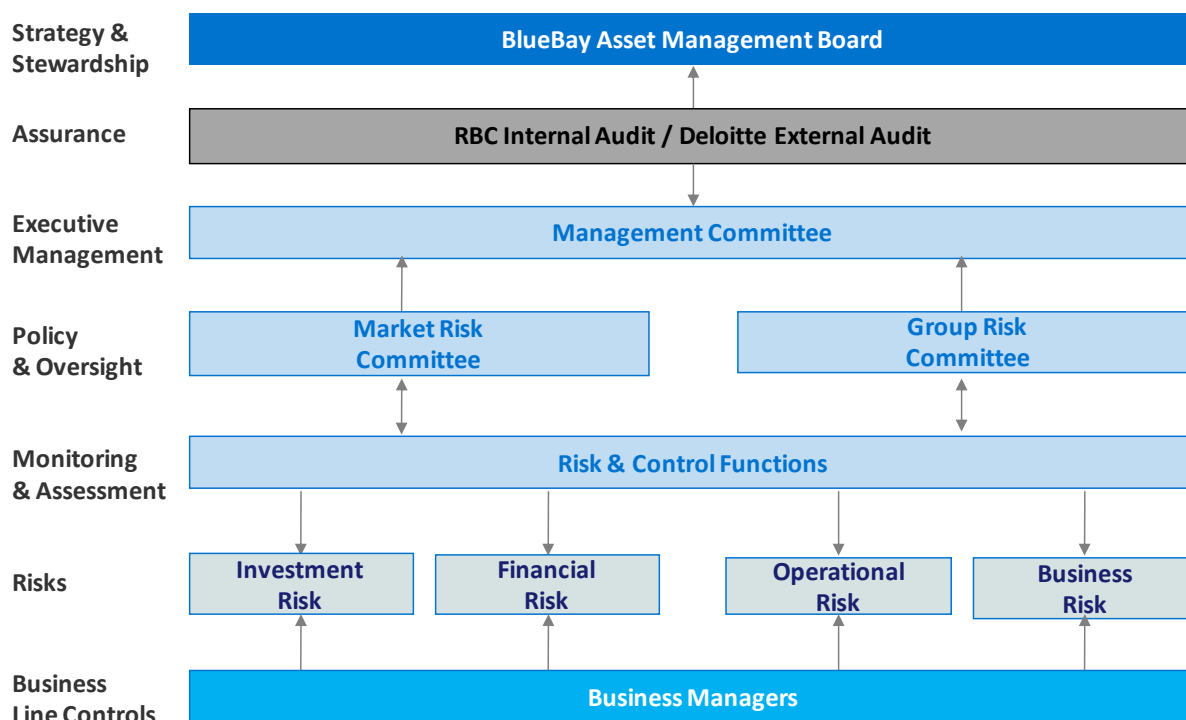 Strategy &
Stewardship
BlueBay Asset Management Board
Assurance
RBC Internal Audit / Deloitte External Audit
Executive
Management
Management Committee
Policy
& Oversight
Market Risk
Committee
Group Risk
Committee
Monitoring
& Assessment
Risk & Control Functions
Risks
Investment
Risk
Financial
Risk
Operational
Risk
Business
Risk
Business
Line Controls
Business Managers